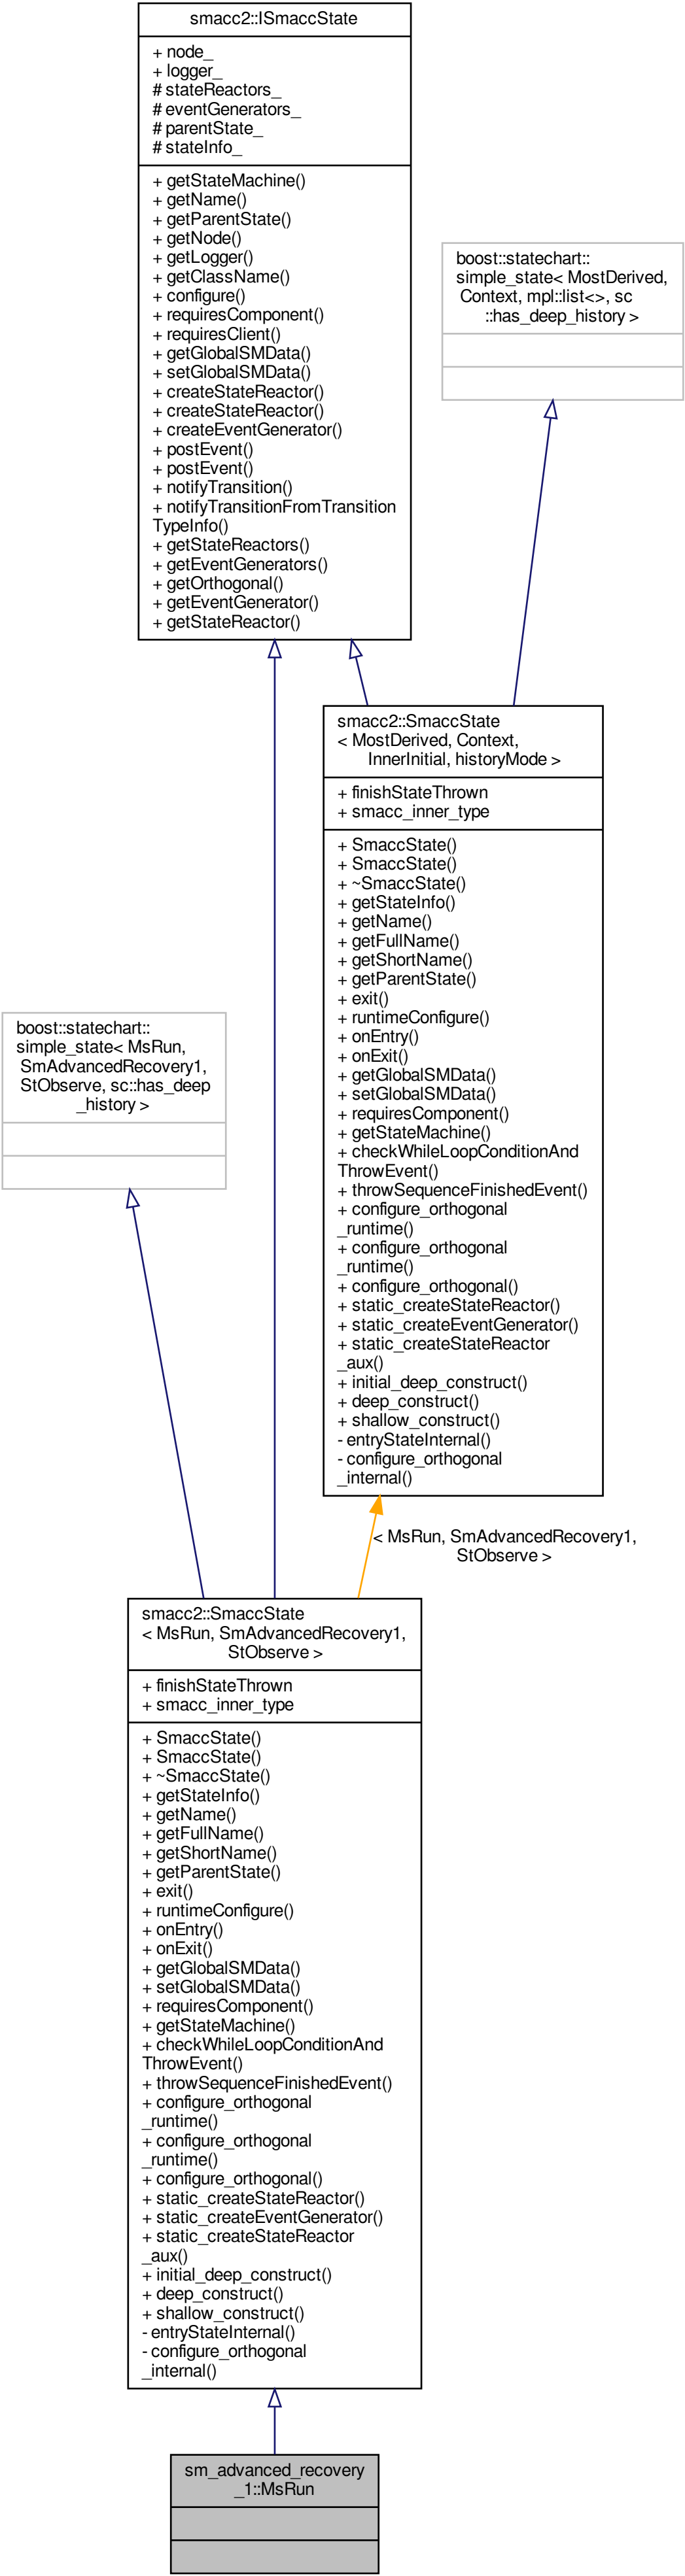 smacc2::ISmaccState
+ node_
+ logger_
# stateReactors_
# eventGenerators_
# parentState_
# stateInfo_
+ getStateMachine()
+ getName()
+ getParentState()
+ getNode()
+ getLogger()
+ getClassName()
+ configure()
+ requiresComponent()
+ requiresClient()
+ getGlobalSMData()
+ setGlobalSMData()
+ createStateReactor()
+ createStateReactor()
+ createEventGenerator()
+ postEvent()
+ postEvent()
+ notifyTransition()
+ notifyTransitionFromTransition
TypeInfo()
+ getStateReactors()
+ getEventGenerators()
+ getOrthogonal()
+ getEventGenerator()
+ getStateReactor()
boost::statechart::
simple_state< MostDerived,
Context, mpl::list<>, sc
::has_deep_history >
smacc2::SmaccState
< MostDerived, Context,
InnerInitial, historyMode >
+ finishStateThrown
+ smacc_inner_type
+ SmaccState()
+ SmaccState()
+ ~SmaccState()
+ getStateInfo()
+ getName()
+ getFullName()
+ getShortName()
+ getParentState()
+ exit()
+ runtimeConfigure()
+ onEntry()
+ onExit()
+ getGlobalSMData()
+ setGlobalSMData()
+ requiresComponent()
+ getStateMachine()
+ checkWhileLoopConditionAnd
ThrowEvent()
+ throwSequenceFinishedEvent()
+ configure_orthogonal
_runtime()
+ configure_orthogonal
_runtime()
+ configure_orthogonal()
+ static_createStateReactor()
+ static_createEventGenerator()
+ static_createStateReactor
_aux()
+ initial_deep_construct()
+ deep_construct()
+ shallow_construct()
- entryStateInternal()
- configure_orthogonal
_internal()
boost::statechart::
simple_state< MsRun,
SmAdvancedRecovery1,
StObserve, sc::has_deep
_history >
< MsRun, SmAdvancedRecovery1,
StObserve >
smacc2::SmaccState
< MsRun, SmAdvancedRecovery1,
StObserve >
+ finishStateThrown
+ smacc_inner_type
+ SmaccState()
+ SmaccState()
+ ~SmaccState()
+ getStateInfo()
+ getName()
+ getFullName()
+ getShortName()
+ getParentState()
+ exit()
+ runtimeConfigure()
+ onEntry()
+ onExit()
+ getGlobalSMData()
+ setGlobalSMData()
+ requiresComponent()
+ getStateMachine()
+ checkWhileLoopConditionAnd
ThrowEvent()
+ throwSequenceFinishedEvent()
+ configure_orthogonal
_runtime()
+ configure_orthogonal
_runtime()
+ configure_orthogonal()
+ static_createStateReactor()
+ static_createEventGenerator()
+ static_createStateReactor
_aux()
+ initial_deep_construct()
+ deep_construct()
+ shallow_construct()
- entryStateInternal()
- configure_orthogonal
_internal()
sm_advanced_recovery
_1::MsRun